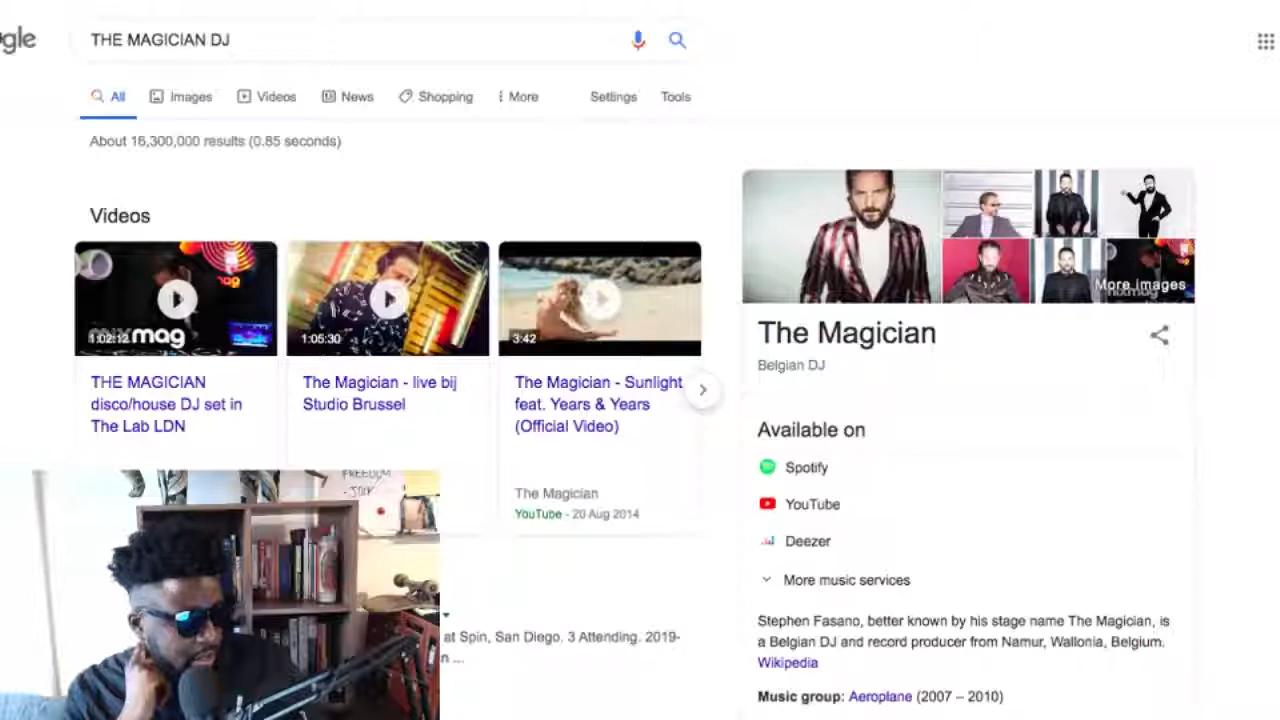 gle
THE MAGICIAN DJ
All Images Videos News Shopping More Settings Tools
About 16,300,000 results (0.85 seconds)
Videos
mixmag
1:02:12
1:05:30
3:42
THE MAGICIAN
disco/house DJ set in
The Lab LDN
The Magician - live bij
Studio Brussel
The Magician - Sunlight
feat. Years & Years
(Official Video)
The Magician
YouTube - 20 Aug 2014
More images
The Magician
Belgian DJ
Available on
Spotify
YouTube
Deezer
More music services
Stephen Fasano, better known by his stage name The Magician, is
a Belgian DJ and record producer from Namur, Wallonia, Belgium.
Wikipedia
Music group: Aeroplane (2007 – 2010)
FREEDOM
at Spin, San Diego. 3 Attending. 2019-
n ...